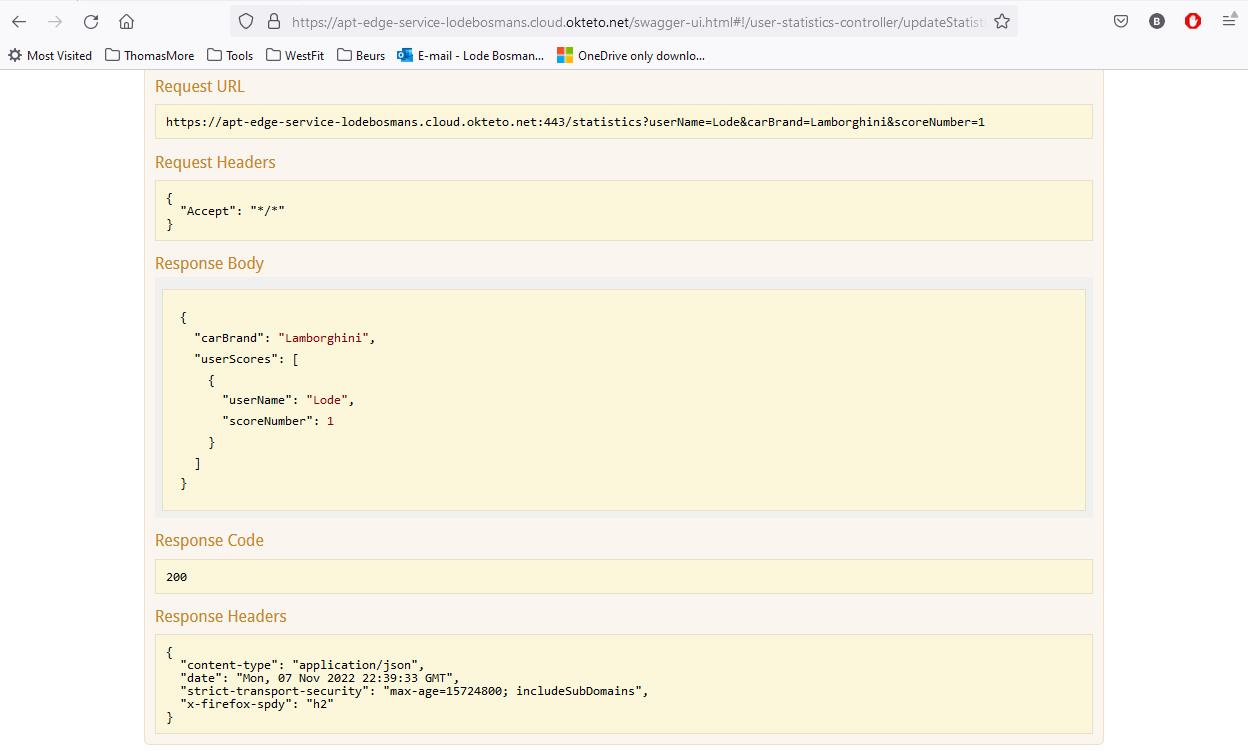 https://apt-edge-service-lodebosmans.cloud.okteto.net/swagger-ui.html#!/user-statistics-controller/updateStatist
B
Most Visited ThomasMore Tools WestFit Beurs E-mail - Lode Bosman... OneDrive only downlo...
Request URL
https://apt-edge-service-lodebosmans.cloud.okteto.net:443/statistics?userName=Lode&carBrand=Lamborghini&scoreNumber=1
Request Headers
{
"Accept": "*/*"
}
Response Body
{
"carBrand": "Lamborghini",
"userScores": [
{
"userName": "Lode",
"scoreNumber": 1
}
]
}
Response Code
200
Response Headers
{
"content-type": "application/json",
"date": "Mon, 07 Nov 2022 22:39:33 GMT",
"strict-transport-security": "max-age=15724800; includeSubDomains",
"x-firefox-spdy": "h2"
}